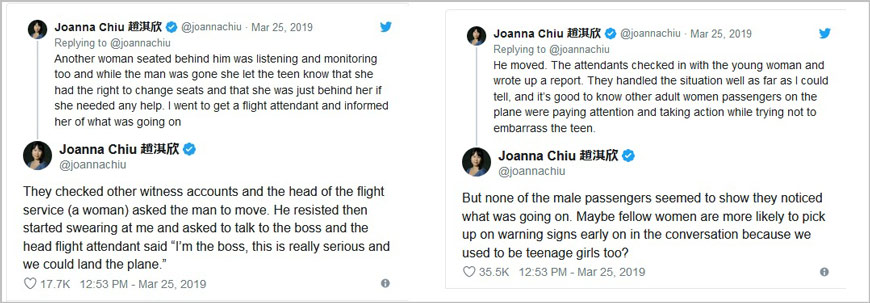 Joanna Chiu 趙淇欣 @joannachiu · Mar 25, 2019
Replying to @joannachiu
Another woman seated behind him was listening and monitoring
too and while the man was gone she let the teen know that she
had the right to change seats and that she was just behind her if
she needed any help. I went to get a flight attendant and informed
her of what was going on
Joanna Chiu 趙淇欣
@joannachiu
They checked other witness accounts and the head of the flight
service (a woman) asked the man to move. He resisted then
started swearing at me and asked to talk to the boss and the
head flight attendant said “I'm the boss, this is really serious and
we could land the plane.”
17.7K 12:53 PM - Mar 25, 2019
Joanna Chiu 趙淇欣 @joannachiu · Mar 25, 2019
Replying to @joannachiu
He moved. The attendants checked in with the young woman and
wrote up a report. They handled the situation well as far as I could
tell, and it's good to know other adult women passengers on the
plane were paying attention and taking action while trying not to
embarrass the teen.
Joanna Chiu 趙淇欣
@joannachiu
But none of the male passengers seemed to show they noticed
what was going on. Maybe fellow women are more likely to pick
up on warning signs early on in the conversation because we
used to be teenage girls too?
35.5K 12:53 PM - Mar 25, 2019